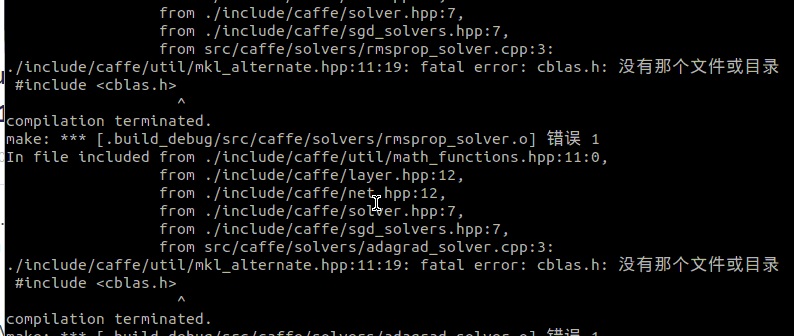 from ./include/caffe/solver.hpp:7,
from ./include/caffe/sgd_solvers.hpp:7,
from src/caffe/solvers/rmsprop_solver.cpp:3:
./include/caffe/util/mkl_alternate.hpp:11:19: fatal error: cblas.h: 没有那个文件或目录
#include <cblas.h>
^
compilation terminated.
make: *** [.build_debug/src/caffe/solvers/rmsprop_solver.o] 错误 1
In file included from ./include/caffe/util/math_functions.hpp:11:0,
from ./include/caffe/layer.hpp:12,
from ./include/caffe/net.hpp:12,
from ./include/caffe/solver.hpp:7,
from ./include/caffe/sgd_solvers.hpp:7,
from src/caffe/solvers/adagrad_solver.cpp:3:
./include/caffe/util/mkl_alternate.hpp:11:19: fatal error: cblas.h: 没有那个文件或目录
#include <cblas.h>
^
compilation terminated.
make: *** [.build_debug/src/caffe/solvers/adagrad_solver.o] 错误 1